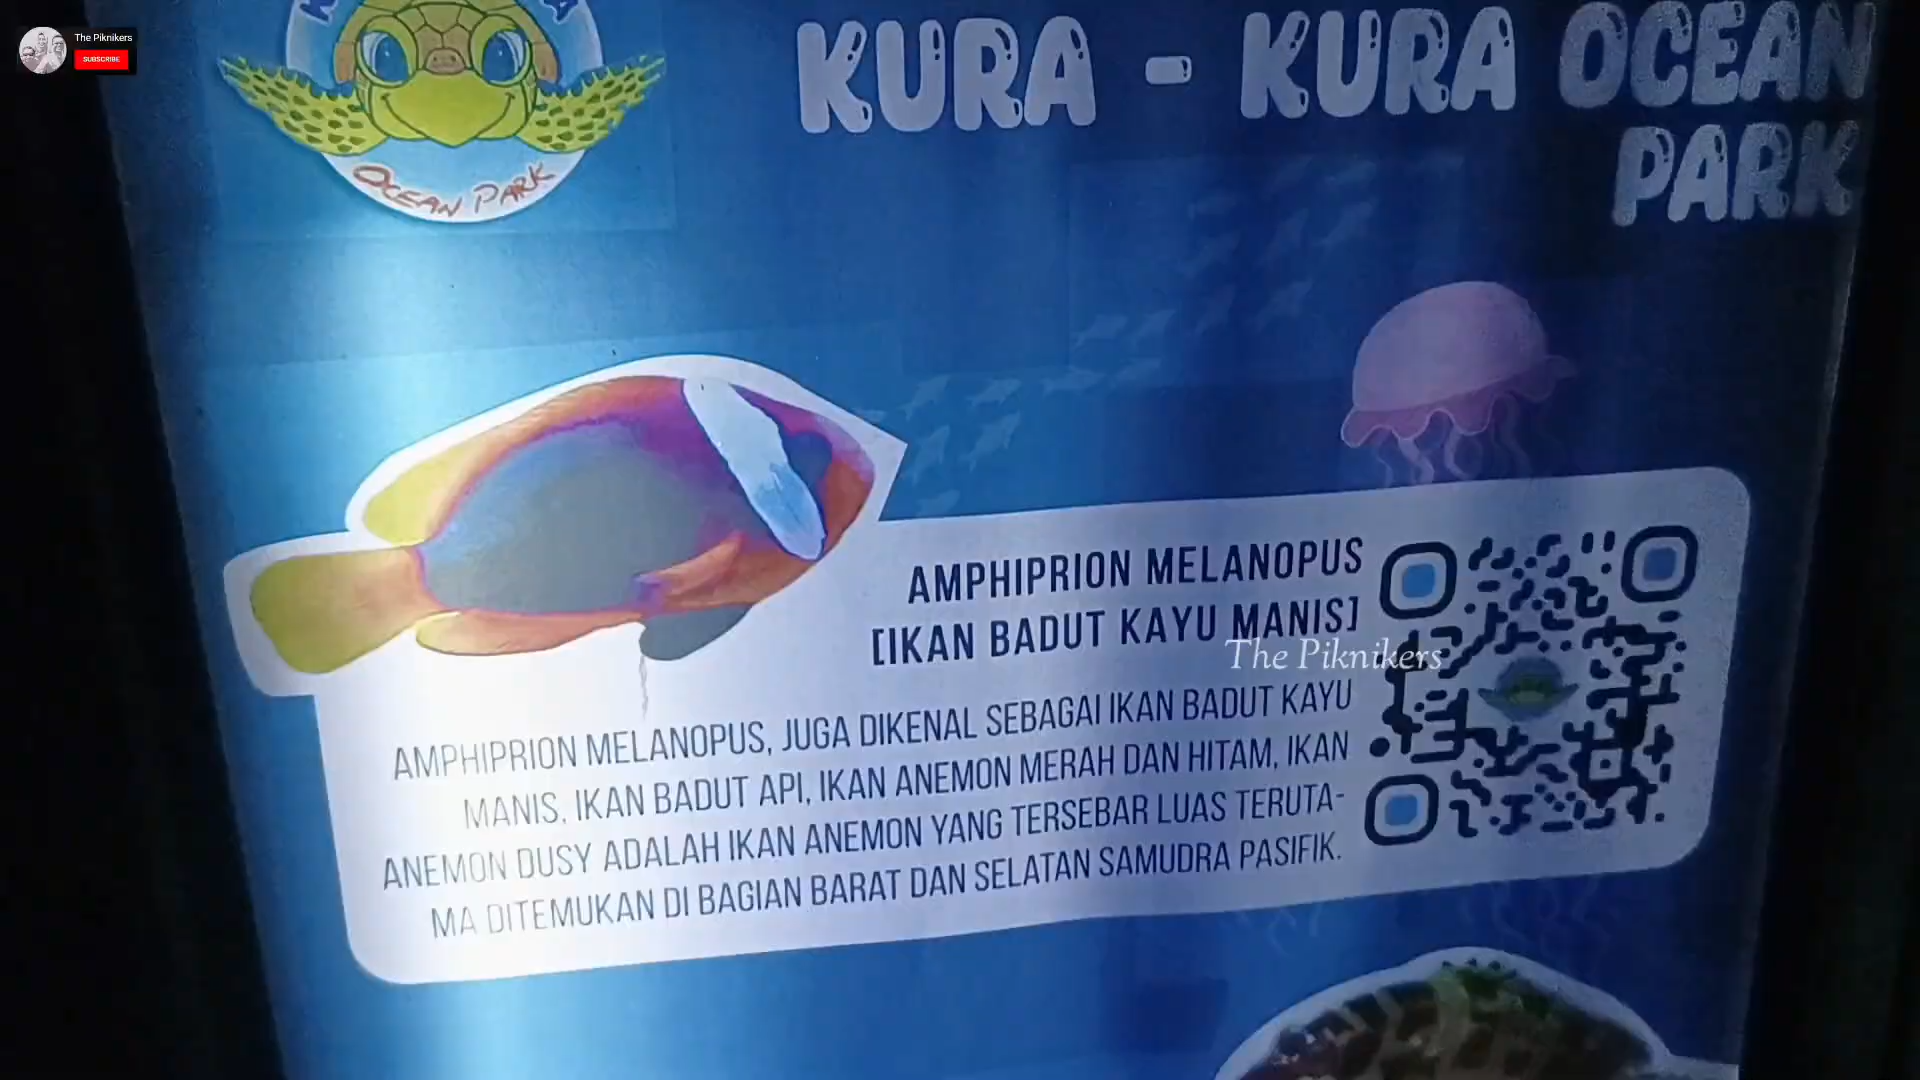 The Piknikers
SUBSCRIBE
OCEAN PARK
KURA - KURA OCEAN
PARK
AMPHIPRION MELANOPUS
[IKAN BADUT KAYU MANIS]
The Piknikers
AMPHIPRION MELANOPUS, JUGA DIKENAL SEBAGAI IKAN BADUT KAYU
MANIS, IKAN BADUT API, IKAN ANEMON MERAH DAN HITAM, IKAN
ANEMON DUSY ADALAH IKAN ANEMON YANG TERSEBAR LUAS TERUTA-
MA DITEMUKAN DI BAGIAN BARAT DAN SELATAN SAMUDRA PASIFIK.